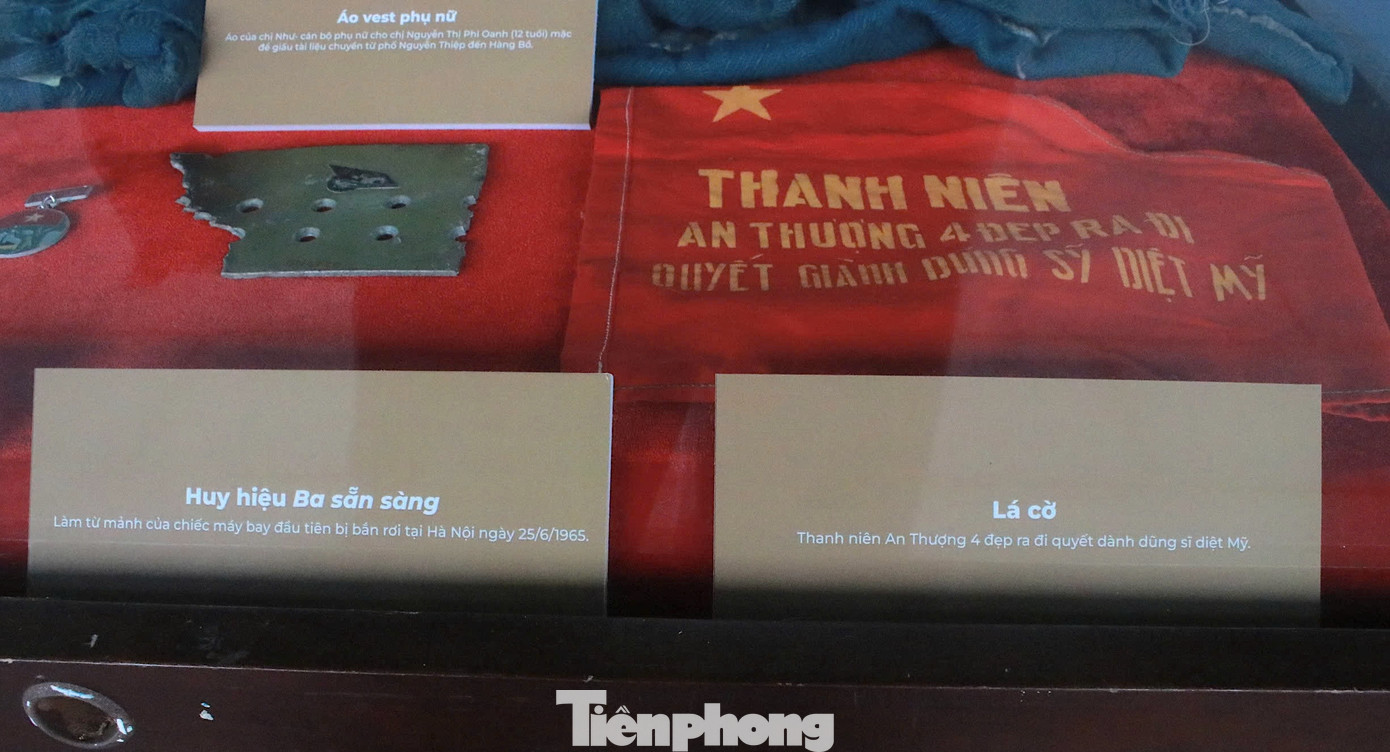 Áo vest phụ nữ
Áo của chị Như- cán bộ phụ nữ cho chị Nguyễn Thị Phi Oanh (12 tuổi) mặc
để giấu tài liệu chuyển từ phố Nguyễn Thiệp đến Hàng Bồ.
THANH NIÊN
AN THƯỢNG 4 ĐẸP RA ĐI
QUYẾT GIÀNH DŨNG SỸ DIỆT MỸ
Huy hiệu Ba sẵn sàng
Làm từ mảnh của chiếc máy bay đầu tiên bị bắn rơi tại Hà Nội ngày 25/6/1965.
Lá cờ
Thanh niên An Thượng 4 đẹp ra đi quyết dành dũng sĩ diệt Mỹ.
Tiềnphong